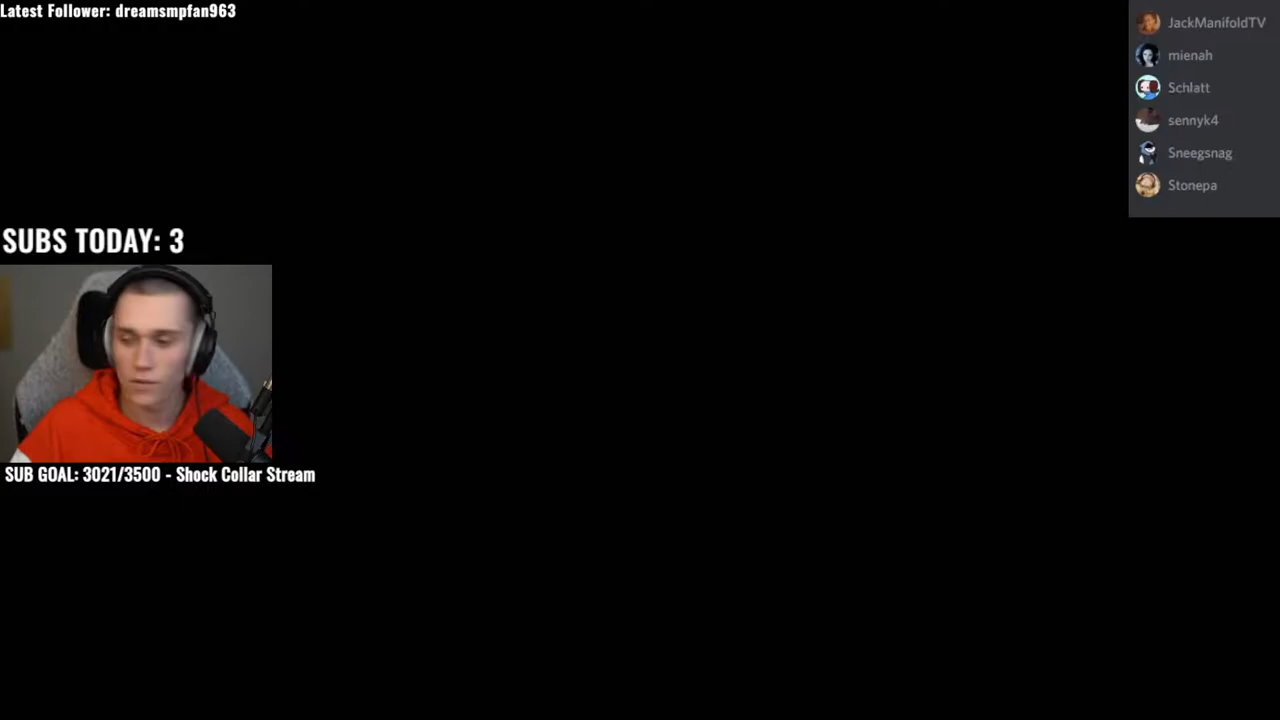 Latest Follower: dreamsmpfan963
JackManifoldTV
mienah
Schlatt
sennyk4
Sneegsnag
Stonepa
SUBS TODAY: 3
SUB GOAL: 3021/3500 - Shock Collar Stream